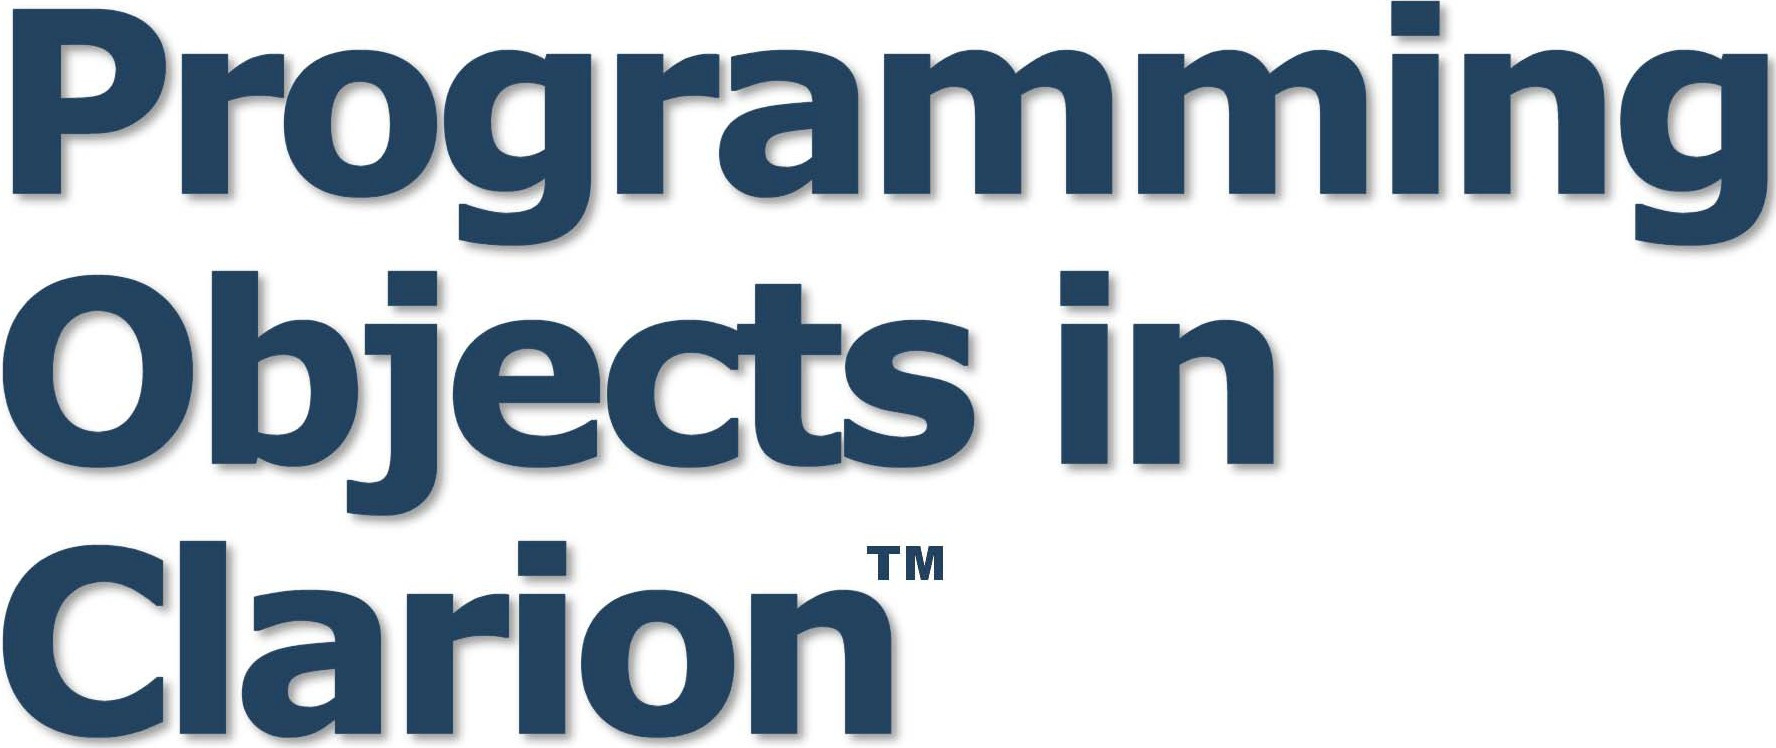 Programming
Objects in
Clarion™